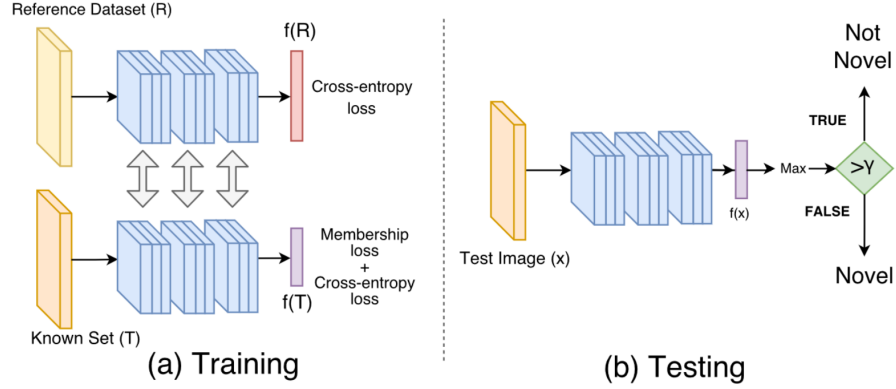 Reference Dataset (R)
f(R)
Cross-entropy
loss
Membership
loss
+
Cross-entropy
loss
f(T)
Known Set (T)
(a) Training
Not
Novel
TRUE
Max
>γ
f(x)
FALSE
Test Image (x)
Novel
(b) Testing